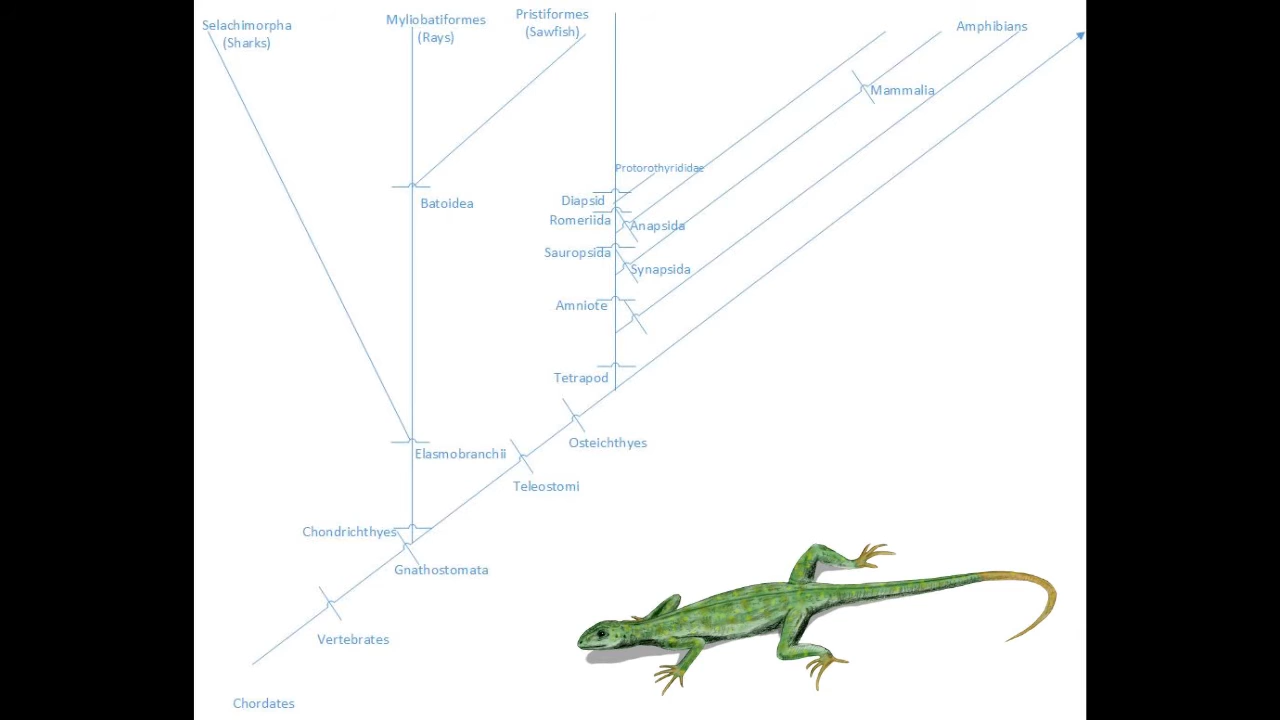 Selachimorpha
(Sharks)
Myliobatiformes
(Rays)
Pristiformes
(Sawfish)
Amphibians
Mammalia
Protorothyrididae
Diapsid
Batoidea
Romeriida
Anapsida
Sauropsida
Synapsida
Amniote
Tetrapod
Osteichthyes
Elasmobranchii
Teleostomi
Chondrichthyes
Gnathostomata
Vertebrates
Chordates